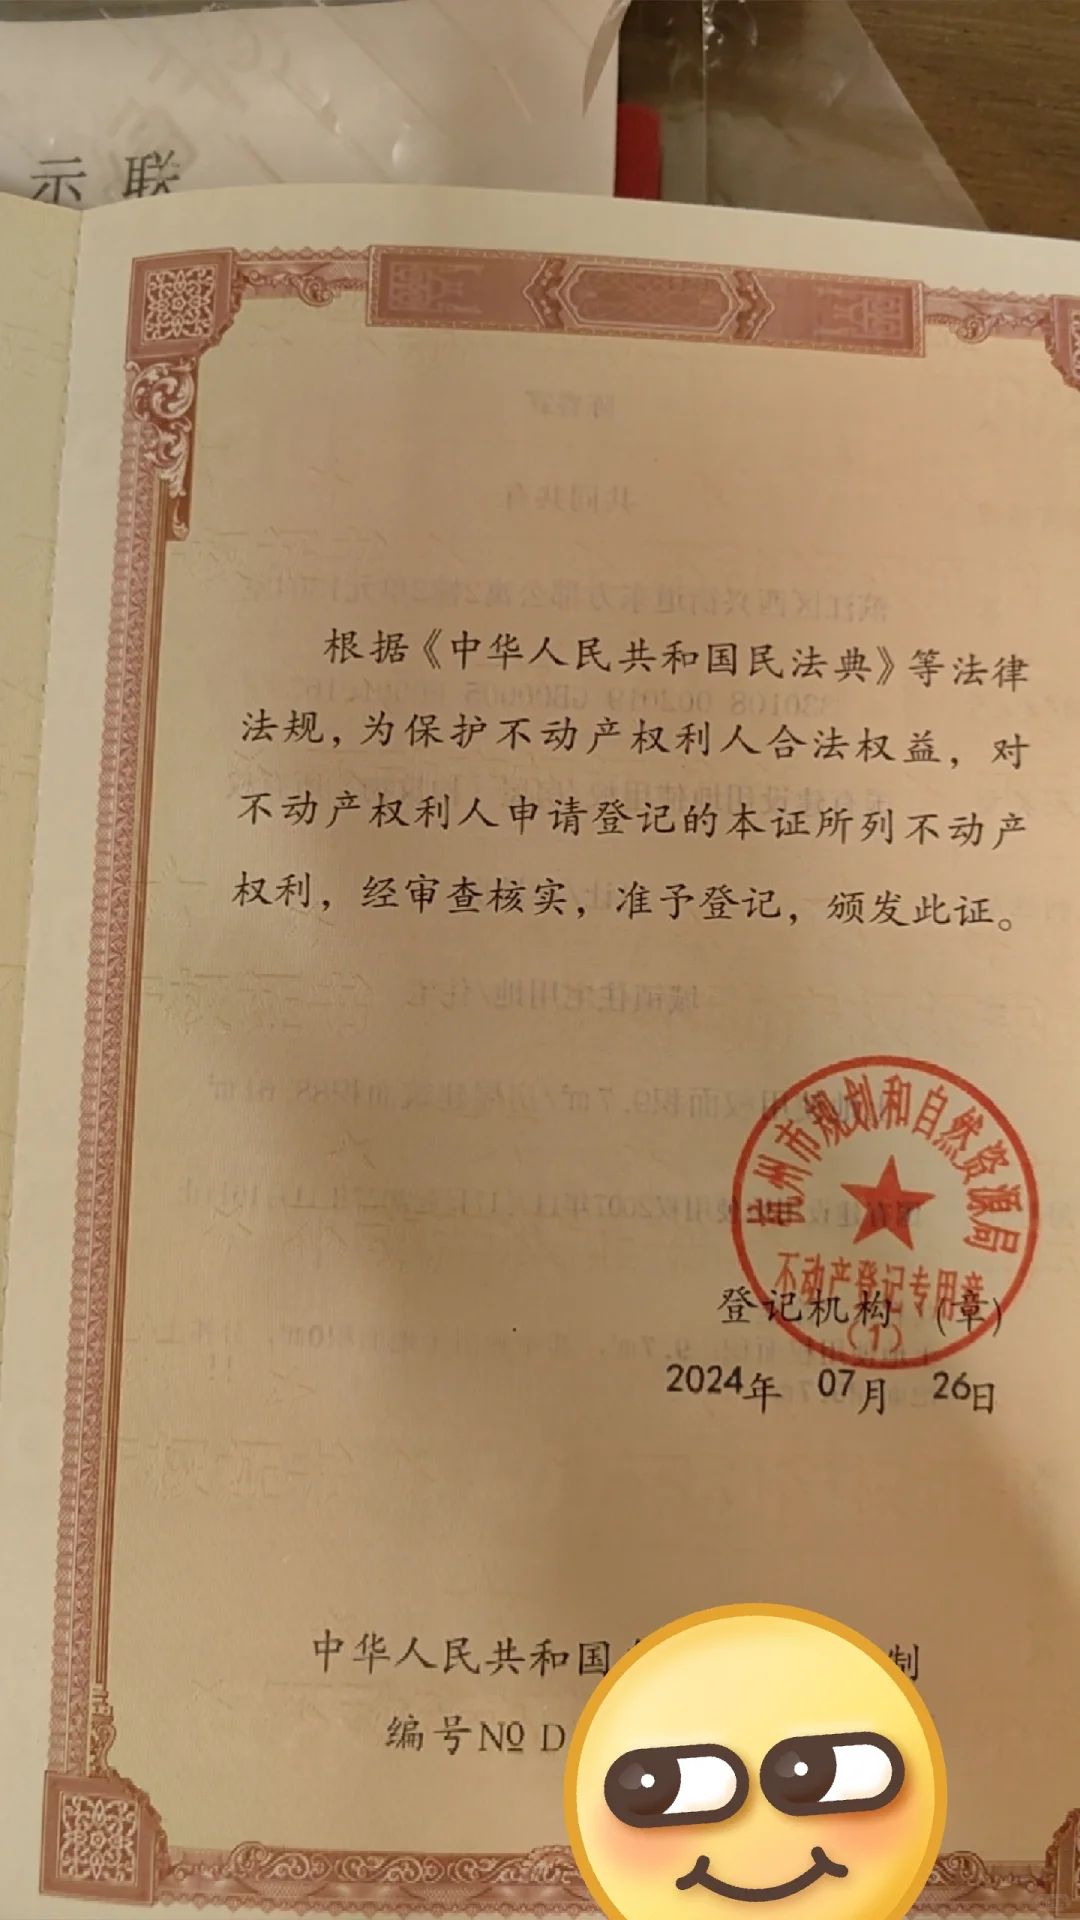 示 联
根据《中华人民共和国民法典》等法律
法规，为保护不动产权利人合法权益，对
不动产权利人申请登记的本证所列不动产
权利，经审查核实，准予登记，颁发此证。
杭州市规划和自然资源局
不动产登记专用章
(1)
登记机构（章）
2024年 07月 26日
中华人民共和国
制
编号№ D